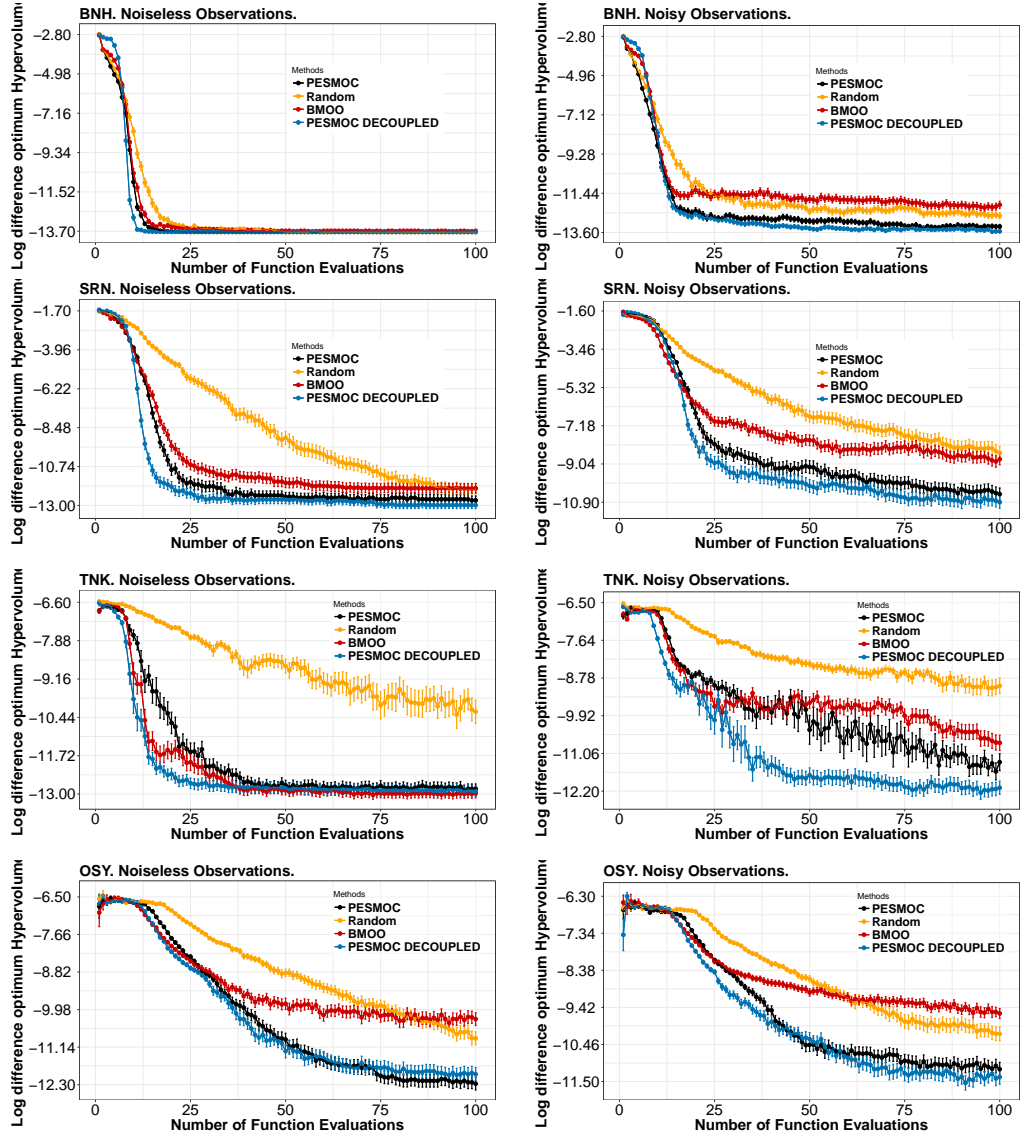 BNH. Noiseless Observations.
Log difference optimum Hypervolume
−2.80
−4.98
−7.16
−9.34
−11.52
−13.70
Methods
PESMOC
Random
BMOO
PESMOC DECOUPLED
0
25
50
75
100
Number of Function Evaluations
BNH. Noisy Observations.
Log difference optimum Hypervolume
−2.80
−4.96
−7.12
−9.28
−11.44
−13.60
Methods
PESMOC
Random
BMOO
PESMOC DECOUPLED
0
25
50
75
100
Number of Function Evaluations
SRN. Noiseless Observations.
Log difference optimum Hypervolume
−1.70
−3.96
−6.22
−8.48
−10.74
−13.00
Methods
PESMOC
Random
BMOO
PESMOC DECOUPLED
0
25
50
75
100
Number of Function Evaluations
SRN. Noisy Observations.
Log difference optimum Hypervolume
−1.60
−3.46
−5.32
−7.18
−9.04
−10.90
Methods
PESMOC
Random
BMOO
PESMOC DECOUPLED
0
25
50
75
100
Number of Function Evaluations
TNK. Noiseless Observations.
Log difference optimum Hypervolume
−6.60
−7.88
−9.16
−10.44
−11.72
−13.00
Methods
PESMOC
Random
BMOO
PESMOC DECOUPLED
0
25
50
75
100
Number of Function Evaluations
TNK. Noisy Observations.
Log difference optimum Hypervolume
−6.50
−7.64
−8.78
−9.92
−11.06
−12.20
Methods
PESMOC
Random
BMOO
PESMOC DECOUPLED
0
25
50
75
100
Number of Function Evaluations
OSY. Noiseless Observations.
Log difference optimum Hypervolume
−6.50
−7.66
−8.82
−9.98
−11.14
−12.30
Methods
PESMOC
Random
BMOO
PESMOC DECOUPLED
0
25
50
75
100
Number of Function Evaluations
OSY. Noisy Observations.
Log difference optimum Hypervolume
−6.30
−7.34
−8.38
−9.42
−10.46
−11.50
Methods
PESMOC
Random
BMOO
PESMOC DECOUPLED
0
25
50
75
100
Number of Function Evaluations